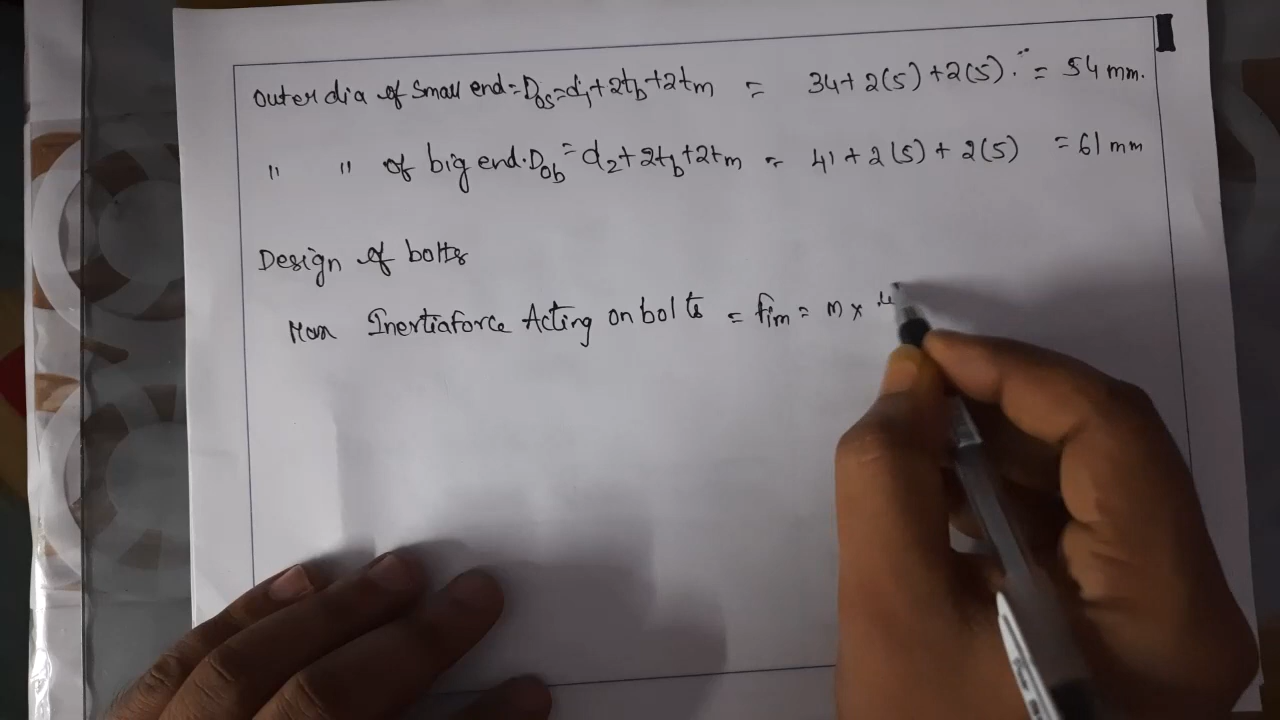 Outer dia of Small end = Dos = d1 + 2tb + 2tm = 34 + 2(5) + 2(5). = 54 mm.
" " of big end. Dob = d2 + 2tb + 2tm = 41 + 2(5) + 2(5) = 61 mm
Design of bolts
Max Inertiaforce Acting on bolts = fim = m x